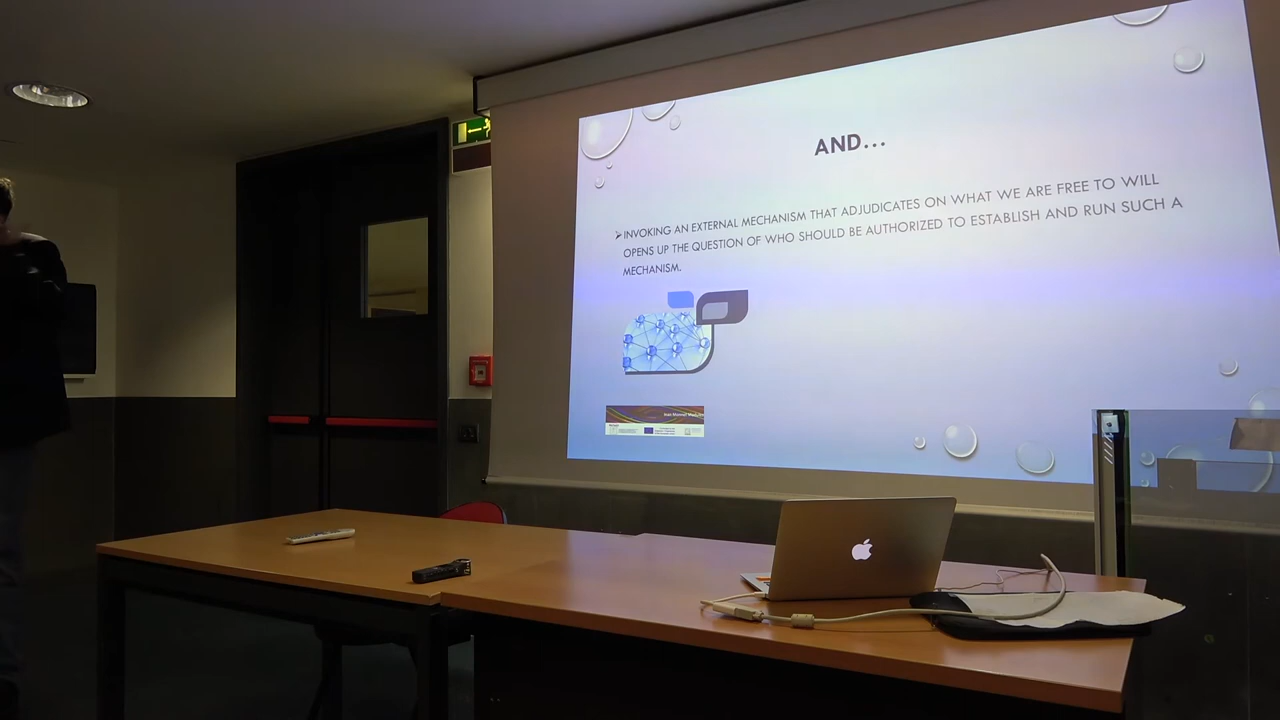 AND...
➢INVOKING AN EXTERNAL MECHANISM THAT ADJUDICATES ON WHAT WE ARE FREE TO WILL
OPENS UP THE QUESTION OF WHO SHOULD BE AUTHORIZED TO ESTABLISH AND RUN SUCH A
MECHANISM.